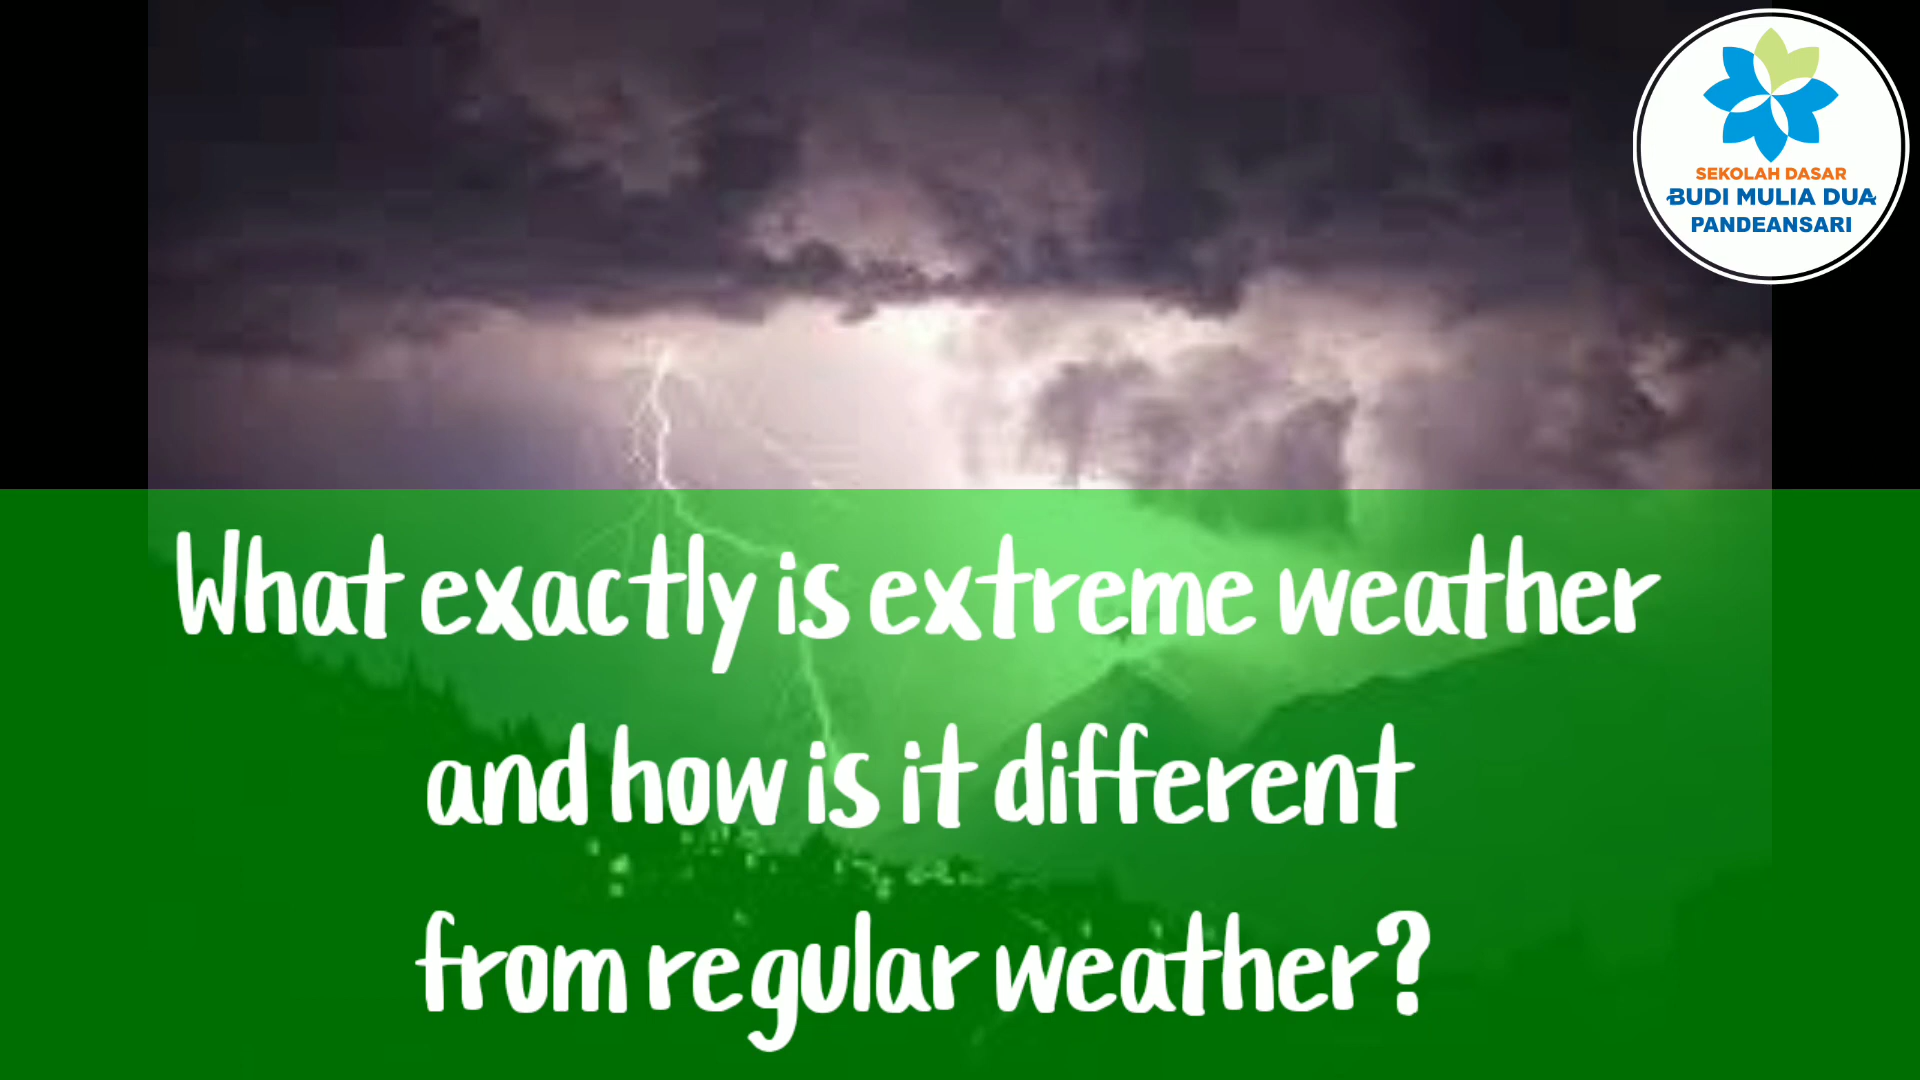 SEKOLAH DASAR
BUDI MULIA DUA
PANDEANSARI
What exactly is extreme weather
and how is it different
from regular weather?